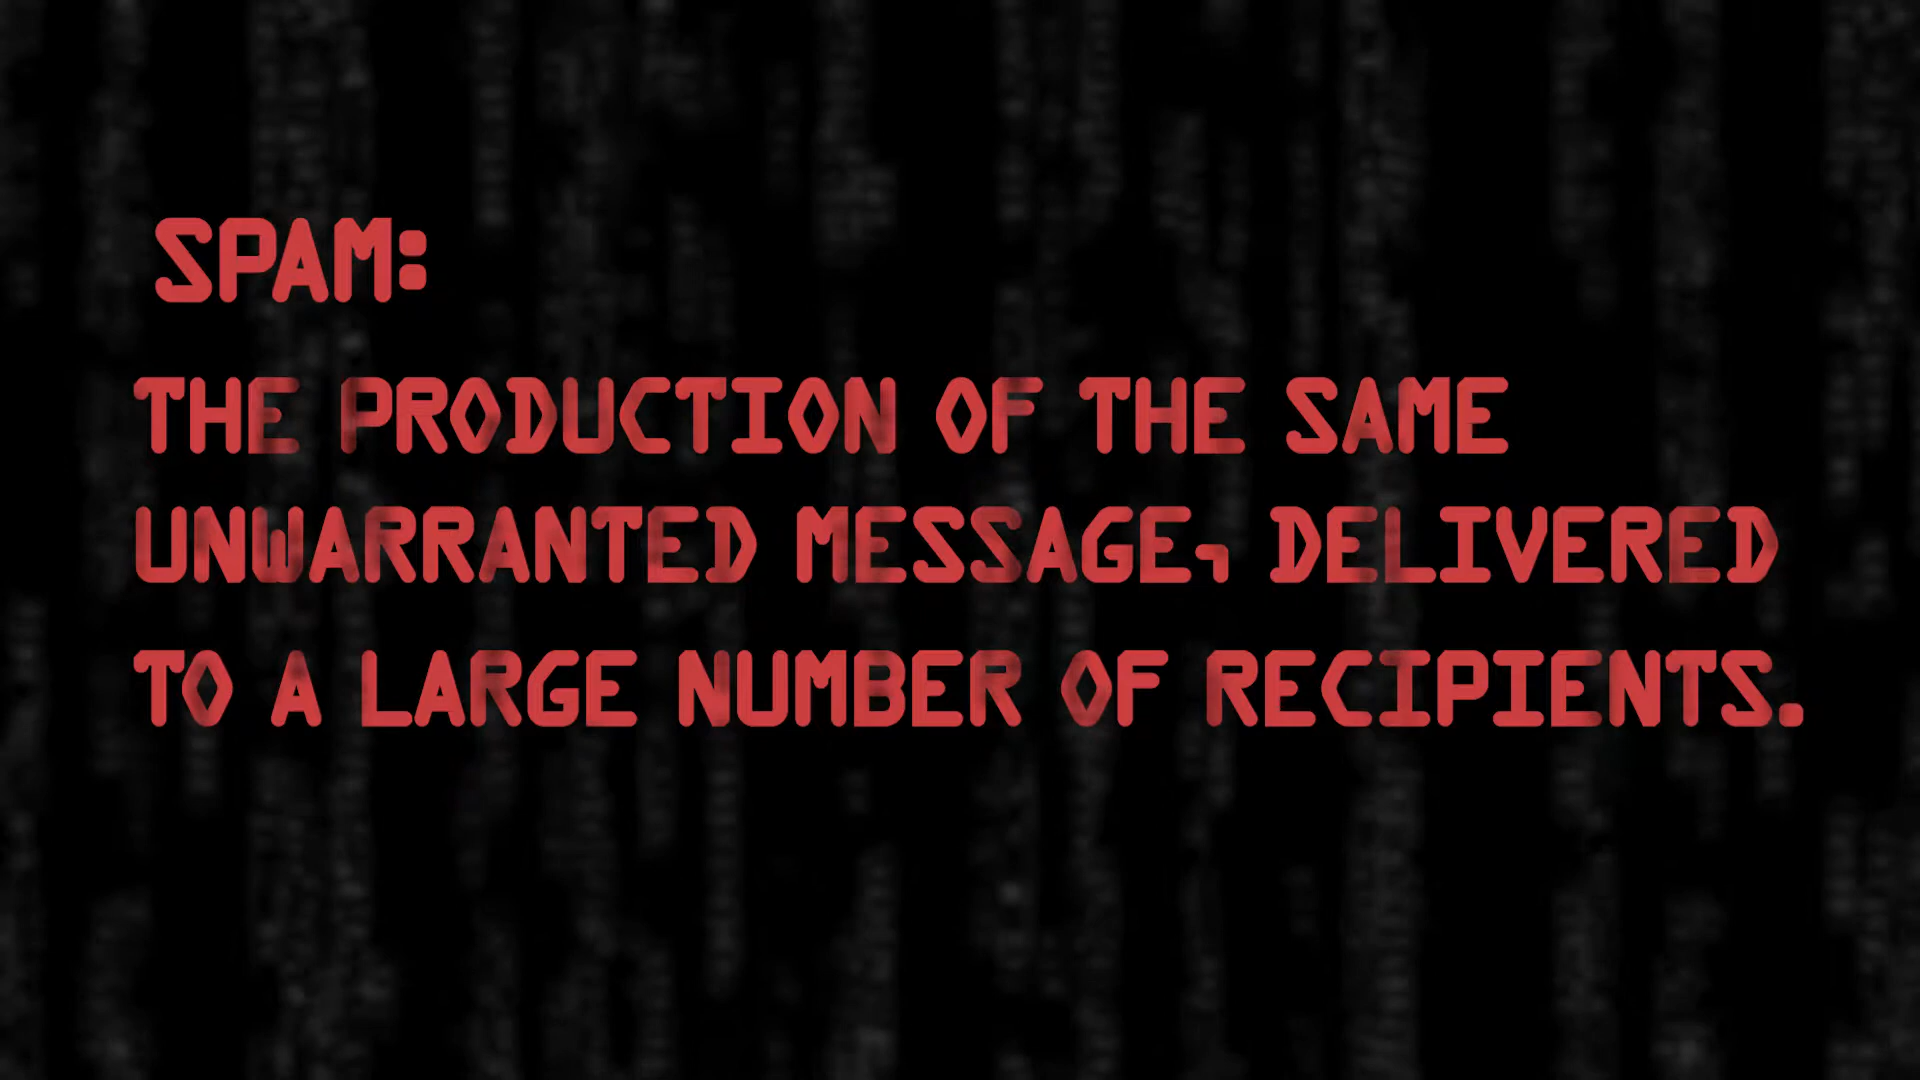 SPAM:
THE PRODUCTION OF THE SAME
UNWARRANTED MESSAGE, DELIVERED
TO A LARGE NUMBER OF RECIPIENTS.